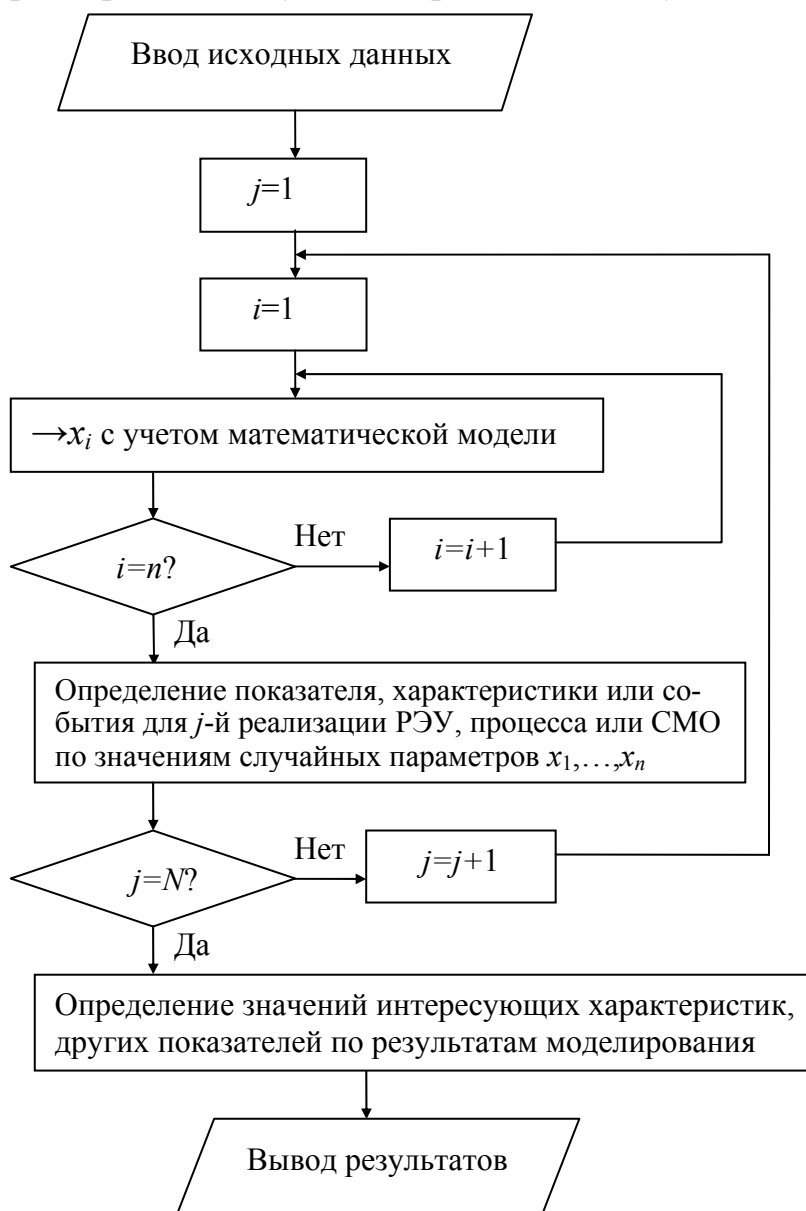 Ввод исходных данных
j=1
i=1
→xi с учетом математической модели
i=n?
Нет
i=i+1
Да
Определение показателя, характеристики или со-
бытия для j-й реализации РЭУ, процесса или СМО
по значениям случайных параметров x1,…,xn
j=N?
Нет
j=j+1
Да
Определение значений интересующих характеристик,
других показателей по результатам моделирования
Вывод результатов